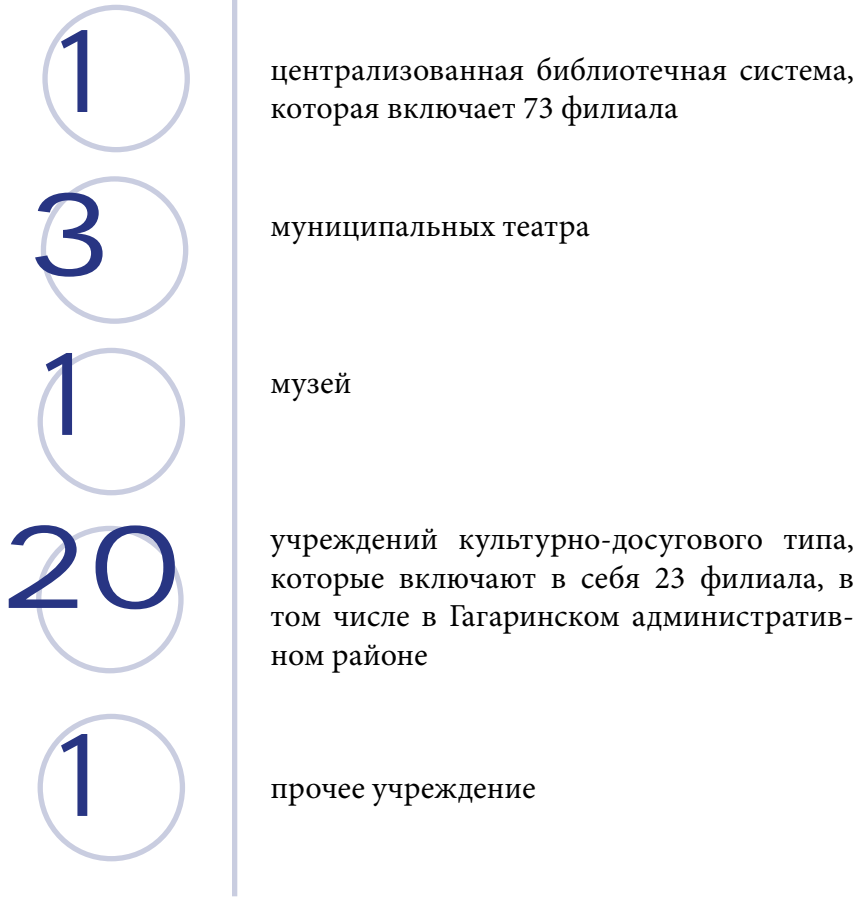 1
централизованная библиотечная система,
которая включает 73 филиала
3
муниципальных театра
1
музей
20
учреждений культурно-досугового типа,
которые включают в себя 23 филиала, в
том числе в Гагаринском административ-
ном районе
1
прочее учреждение